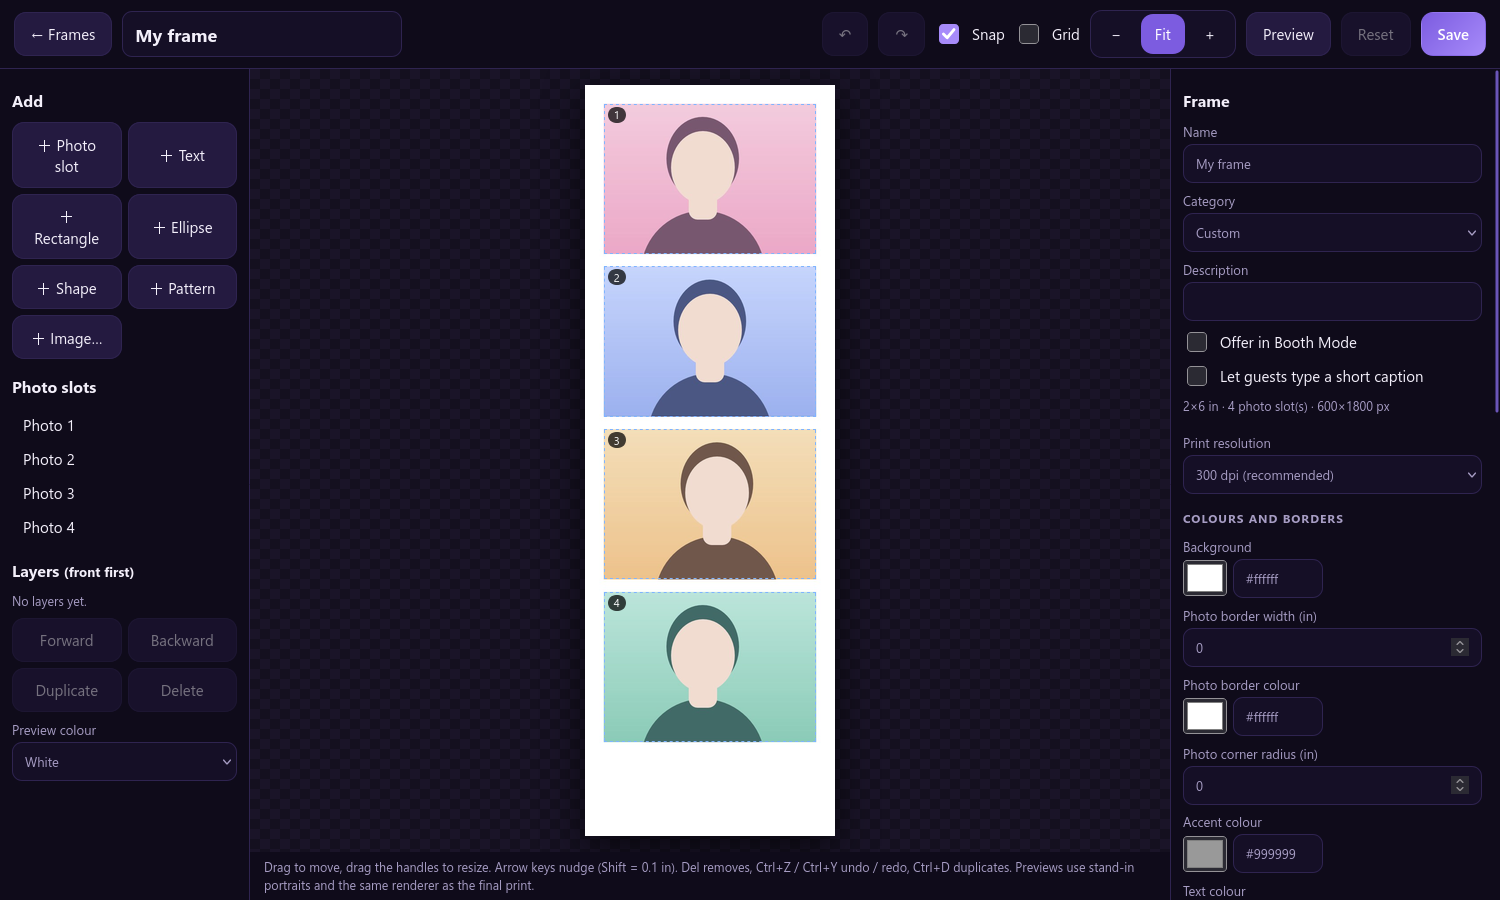 ← Frames
My frame
↶
↷
Snap
Grid
−
Fit
+
Preview
Reset
Save
Add
+ Photo
slot
+ Text
+
Rectangle
+ Ellipse
+ Shape
+ Pattern
+ Image...
Photo slots
Photo 1
Photo 2
Photo 3
Photo 4
Layers (front first)
No layers yet.
Forward
Backward
Duplicate
Delete
Preview colour
White
1
2
3
4
Drag to move, drag the handles to resize. Arrow keys nudge (Shift = 0.1 in). Del removes, Ctrl+Z / Ctrl+Y undo / redo, Ctrl+D duplicates. Previews use stand-in
portraits and the same renderer as the final print.
Frame
Name
My frame
Category
Custom
Description
Offer in Booth Mode
Let guests type a short caption
2×6 in · 4 photo slot(s) · 600×1800 px
Print resolution
300 dpi (recommended)
COLOURS AND BORDERS
Background
#ffffff
Photo border width (in)
0
Photo border colour
#ffffff
Photo corner radius (in)
0
Accent colour
#999999
Text colour